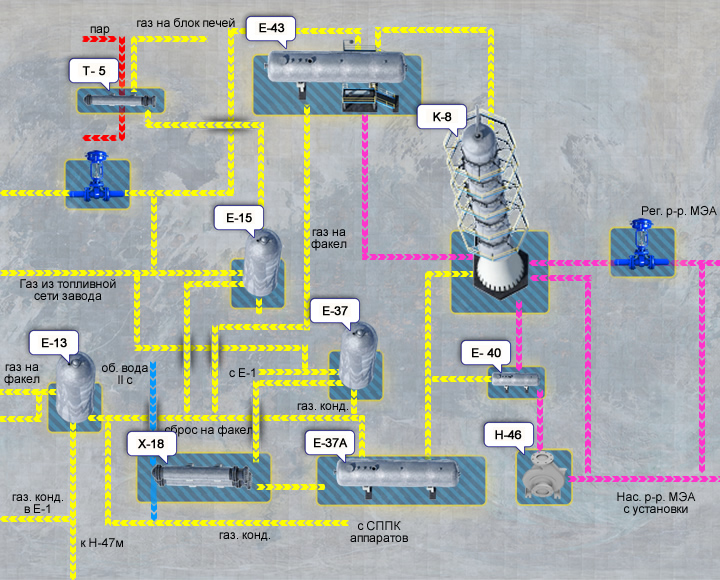 пар
газ на блок печей
E-43
T- 5
K-8
E-15
газ на
факел
Рег. р-р. МЭА
Газ из топливной
сети завода
E-37
E-13
газ на
факел
об. вода
II с
с E-1
E- 40
газ. конд.
сброс на факел
X-18
E-37A
H-46
газ. конд.
в E-1
газ. конд.
с СППК
аппаратов
Нас. р-р. МЭА
с установки
к Н-47м